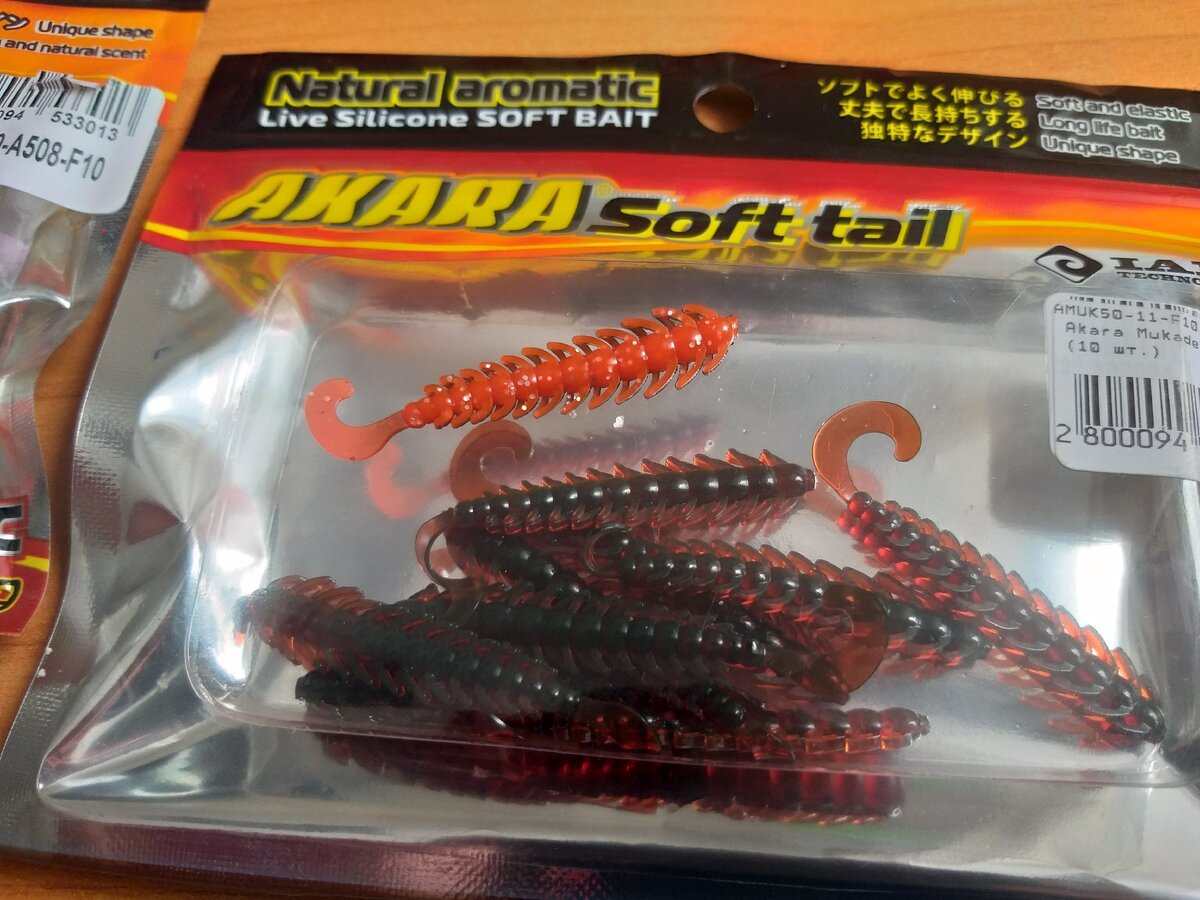 Unique shape
and natural scent
094 533013
-A508-F10
Natural aromatic
Live Silicone SOFT BAIT
ソフトでよく伸びる
丈夫で長持ちする
独特なデザイン
Soft and elastic
Long life bait
Unique shape
AKARA® Soft tail
TECHNO
AMUK50-11-F10
Akara Mukade
(10 шт.)
2 800094